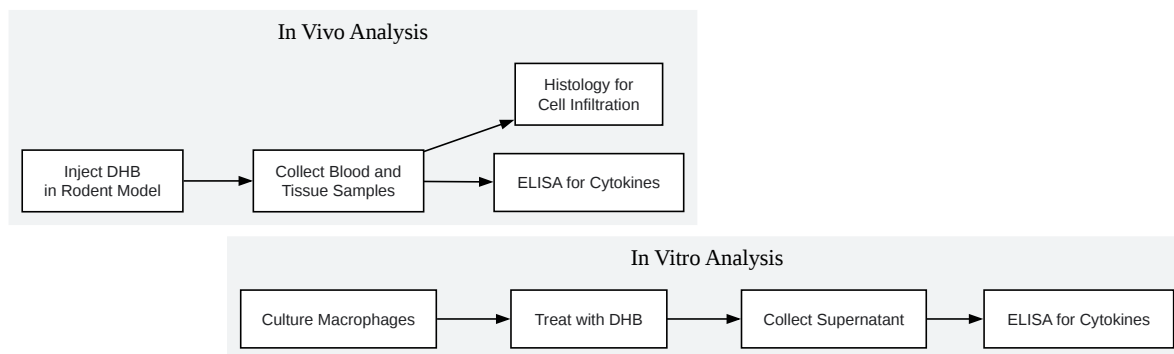 In Vivo Analysis
Histology for
Cell Infiltration
Inject DHB
in Rodent Model
Collect Blood and
Tissue Samples
ELISA for Cytokines
In Vitro Analysis
Culture Macrophages
Treat with DHB
Collect Supernatant
ELISA for Cytokines